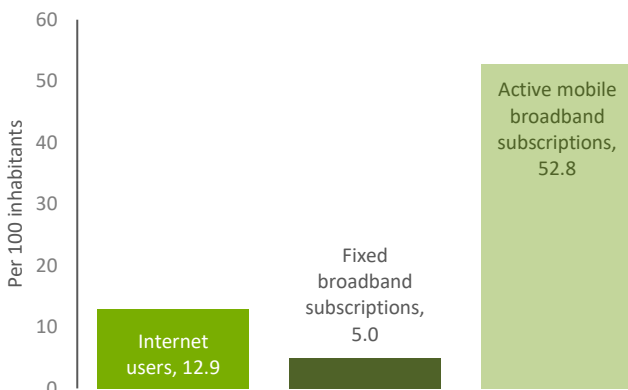 60
50
40
30
20
10
0
Per 100 inhabitants
Internet
users, 12.9
Fixed
broadband
subscriptions,
5.0
Active mobile
broadband
subscriptions,
52.8